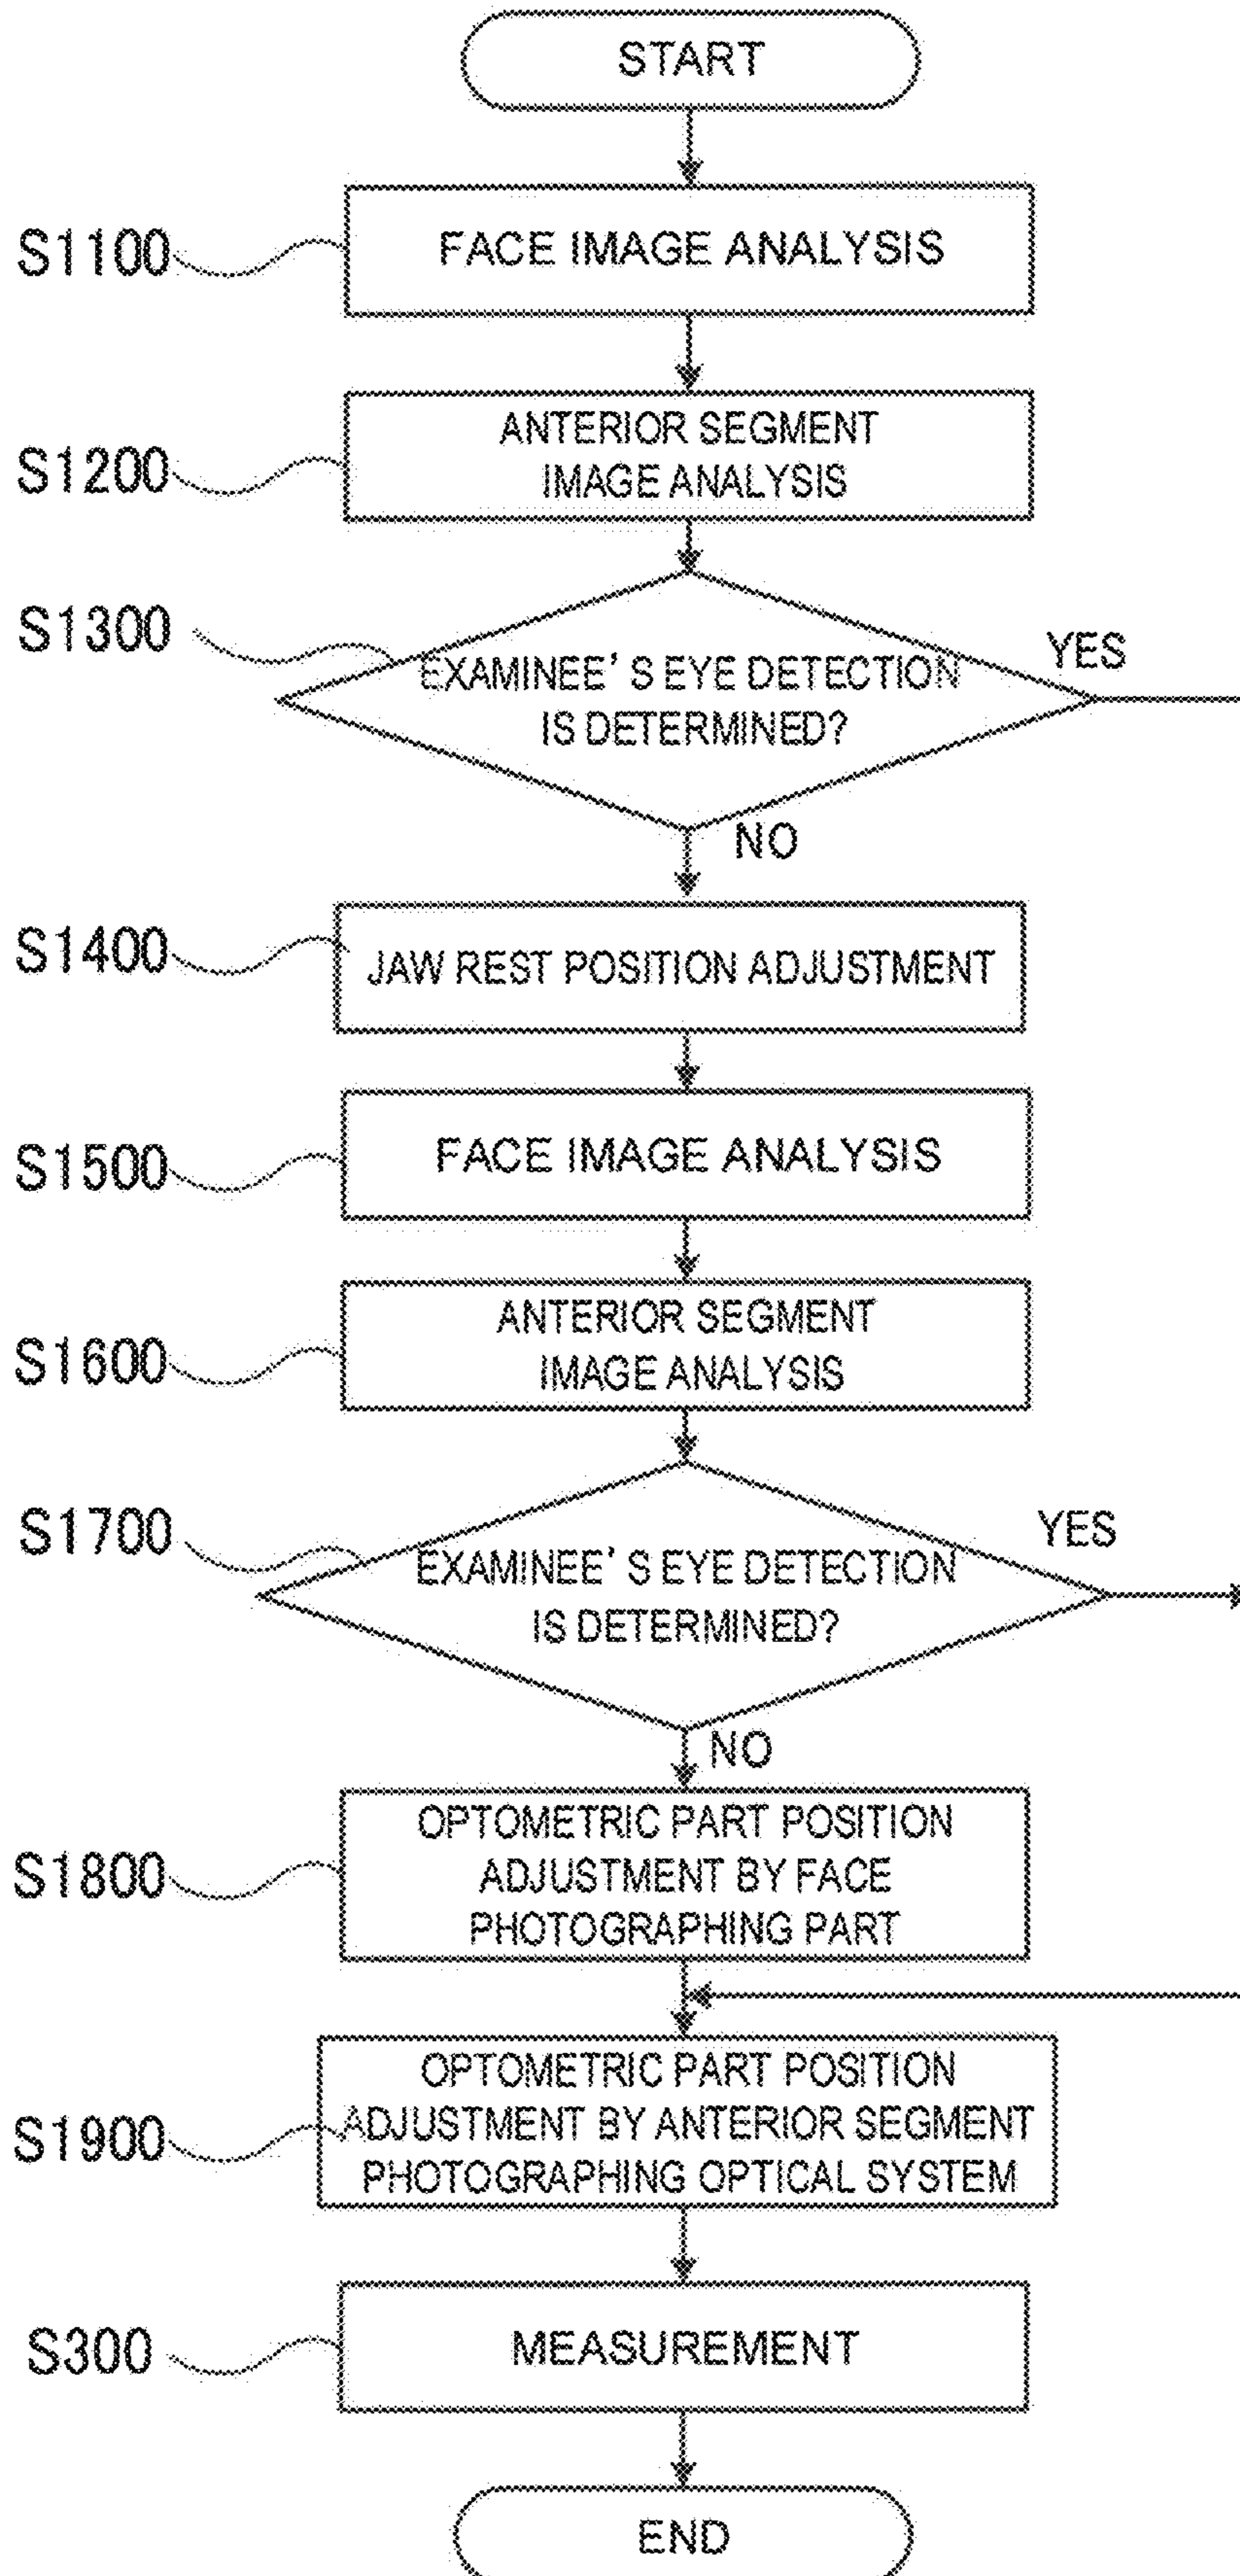 START
S1100
FACE IMAGE ANALYSIS
S1200
ANTERIOR SEGMENT
IMAGE ANALYSIS
S1300
EXAMINEE' S EYE DETECTION
IS DETERMINED?
YES
NO
S1400
JAW REST POSITION ADJUSTMENT
S1500
FACE IMAGE ANALYSIS
S1600
ANTERIOR SEGMENT
IMAGE ANALYSIS
S1700
EXAMINEE' S EYE DETECTION
IS DETERMINED?
YES
NO
S1800
OPTOMETRIC PART POSITION
ADJUSTMENT BY FACE
PHOTOGRAPHING PART
S1900
OPTOMETRIC PART POSITION
ADJUSTMENT BY ANTERIOR SEGMENT
PHOTOGRAPHING OPTICAL SYSTEM
S300
MEASUREMENT
END